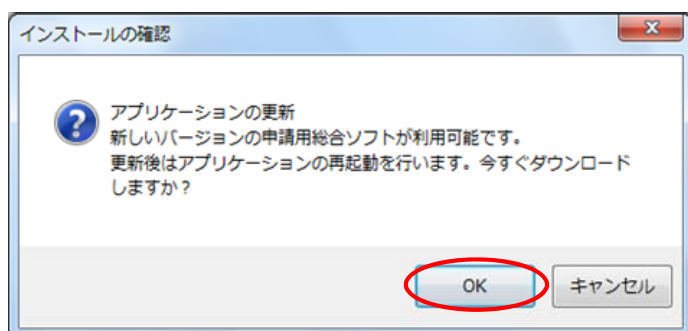 インストールの確認
アプリケーションの更新
新しいバージョンの申請用総合ソフトが利用可能です。
更新後はアプリケーションの再起動を行います。今すぐダウンロード
しますか？
OK
キャンセル